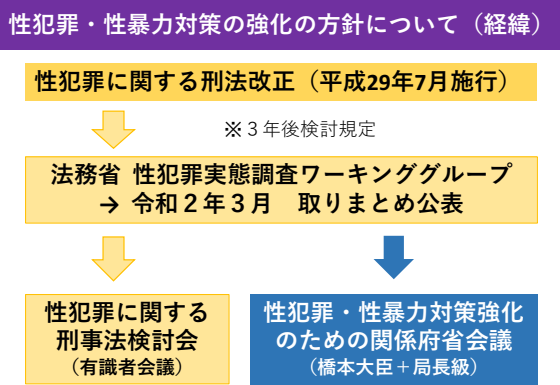 性犯罪・性暴力対策の強化の方針について（経緯）
性犯罪に関する刑法改正（平成29年7月施行）
※３年後検討規定
法務省 性犯罪実態調査ワーキンググループ
→ 令和２年３月　取りまとめ公表
性犯罪に関する
刑事法検討会
（有識者会議）
性犯罪・性暴力対策強化
のための関係府省会議
（橋本大臣＋局長級）